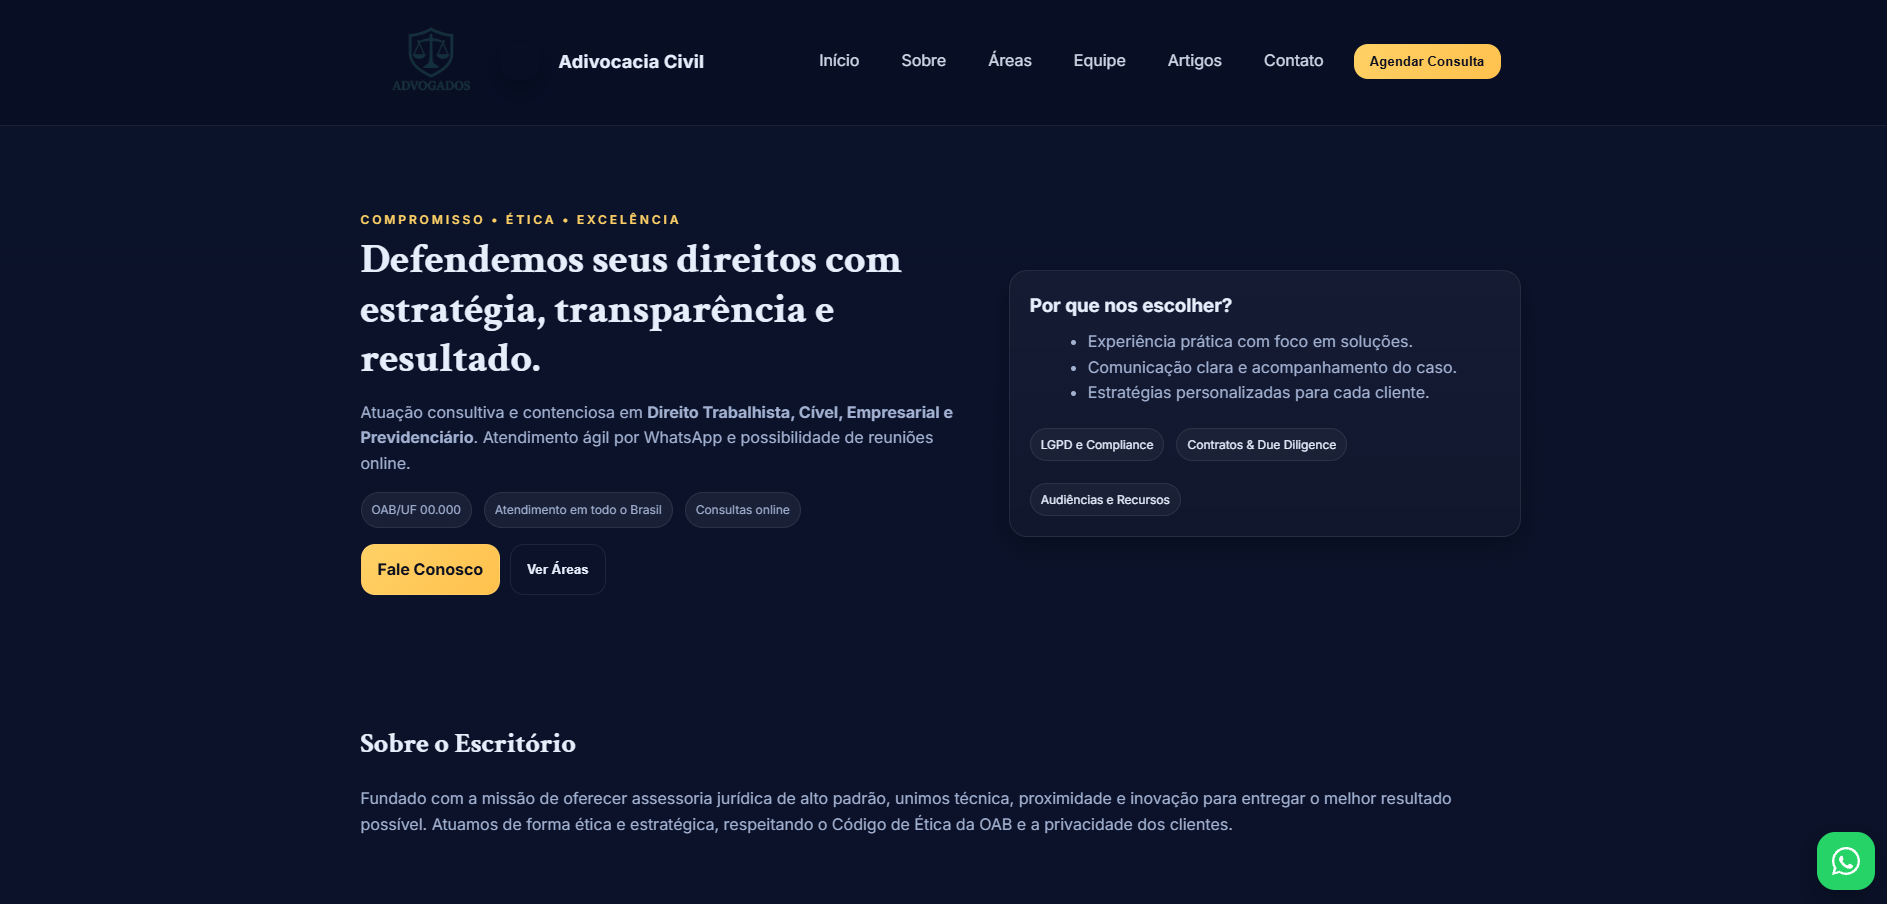 ADVOGADOS
Adivocacia Civil
Início
Sobre
Áreas
Equipe
Artigos
Contato
Agendar Consulta
COMPROMISSO • ÉTICA • EXCELÊNCIA
Defendemos seus direitos com
estratégia, transparência e
resultado.
Atuação consultiva e contenciosa em Direito Trabalhista, Cível, Empresarial e
Previdenciário. Atendimento ágil por WhatsApp e possibilidade de reuniões
online.
OAB/UF 00.000
Atendimento em todo o Brasil
Consultas online
Fale Conosco
Ver Áreas
Por que nos escolher?
• Experiência prática com foco em soluções.
• Comunicação clara e acompanhamento do caso.
• Estratégias personalizadas para cada cliente.
LGPD e Compliance
Contratos & Due Diligence
Audiências e Recursos
Sobre o Escritório
Fundado com a missão de oferecer assessoria jurídica de alto padrão, unimos técnica, proximidade e inovação para entregar o melhor resultado
possível. Atuamos de forma ética e estratégica, respeitando o Código de Ética da OAB e a privacidade dos clientes.